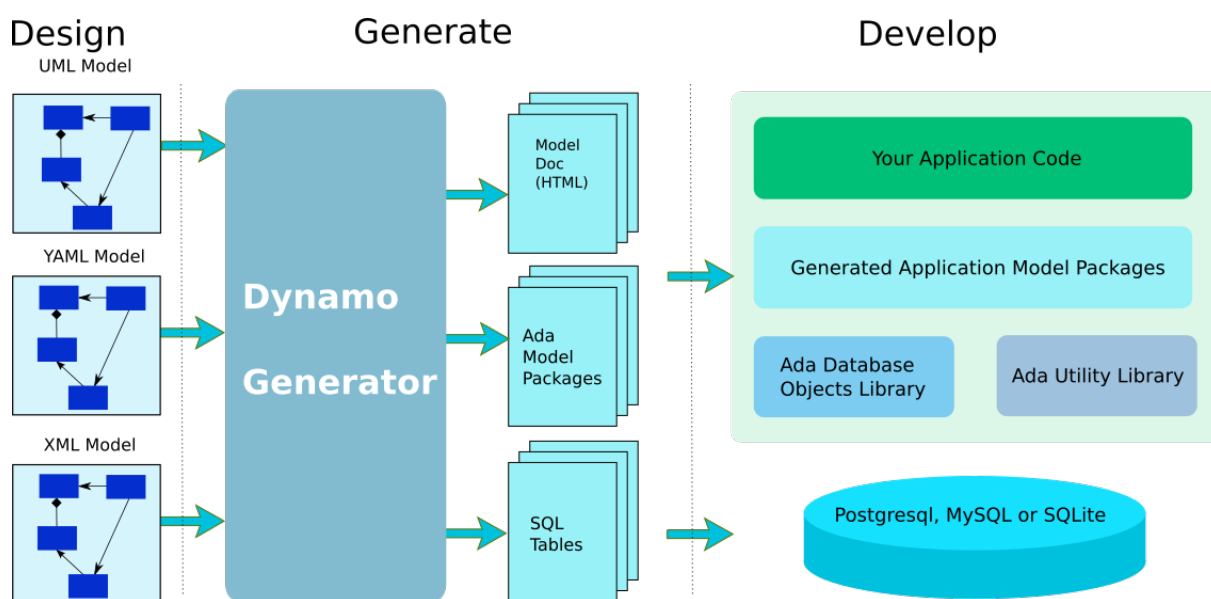 Design
Generate
Develop
UML Model
YAML Model
XML Model
Dynamo
Generator
Model
Doc
(HTML)
Ada
Model
Packages
SQL
Tables
Your Application Code
Generated Application Model Packages
Ada Database
Objects Library
Ada Utility Library
Postgresql, MySQL or SQLite